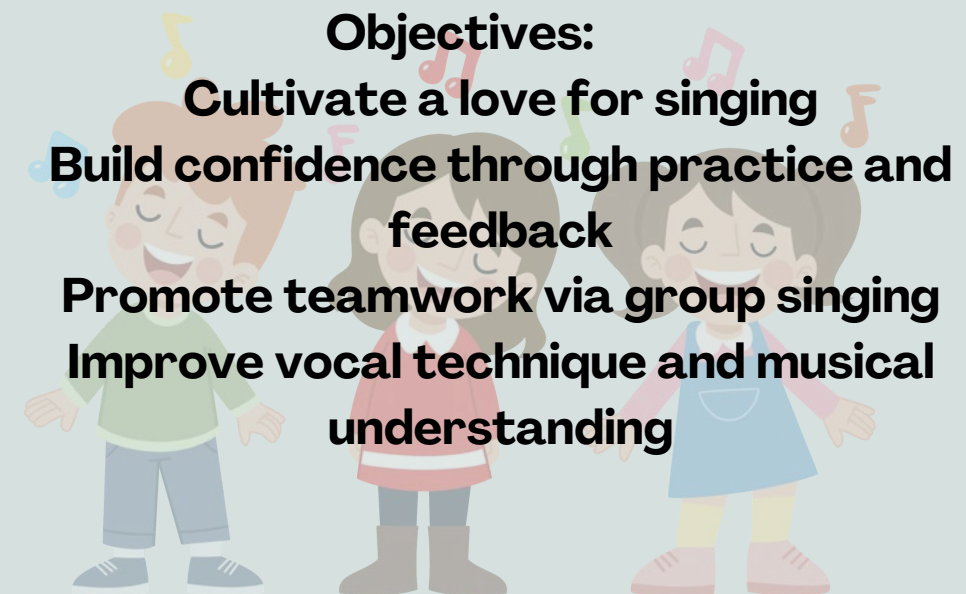 Objectives:
Cultivate a love for singing
Build confidence through practice and
feedback
Promote teamwork via group singing
Improve vocal technique and musical
understanding